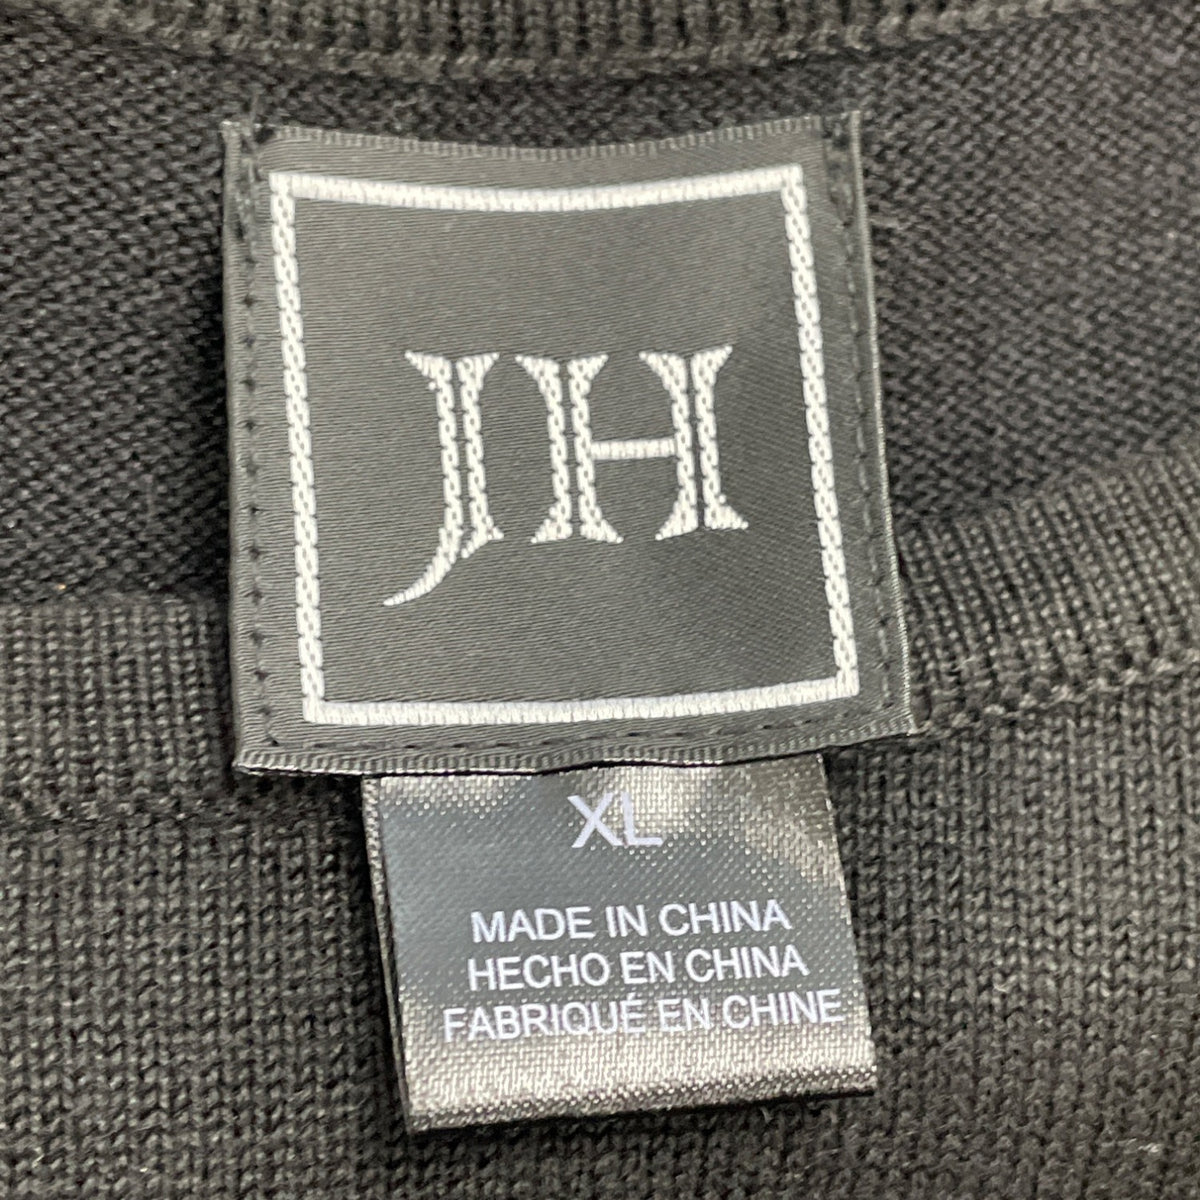 JH
XL
MADE IN CHINA
HECHO EN CHINA
FABRIQUÉ EN CHINE